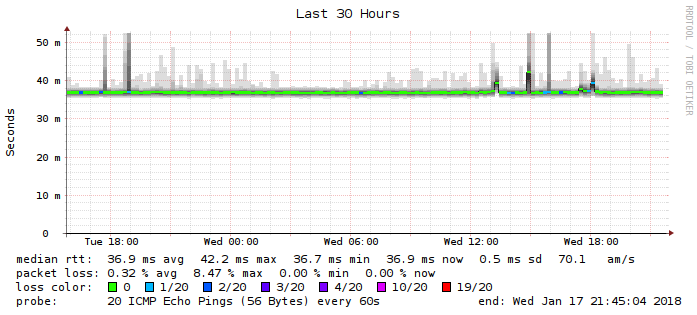 Last 30 Hours
RRDTOOL / TOBI OETIKER
Seconds
50 m
40 m
30 m
20 m
10 m
0
Tue 18:00 Wed 00:00 Wed 06:00 Wed 12:00 Wed 18:00
median rtt: 36.9 ms avg 42.2 ms max 36.7 ms min 36.9 ms now 0.5 ms sd 70.1 am/s
packet loss: 0.32 % avg 8.47 % max 0.00 % min 0.00 % now
loss color: 0 1/20 2/20 3/20 4/20 10/20 19/20
probe: 20 ICMP Echo Pings (56 Bytes) every 60s end: Wed Jan 17 21:45:04 2018